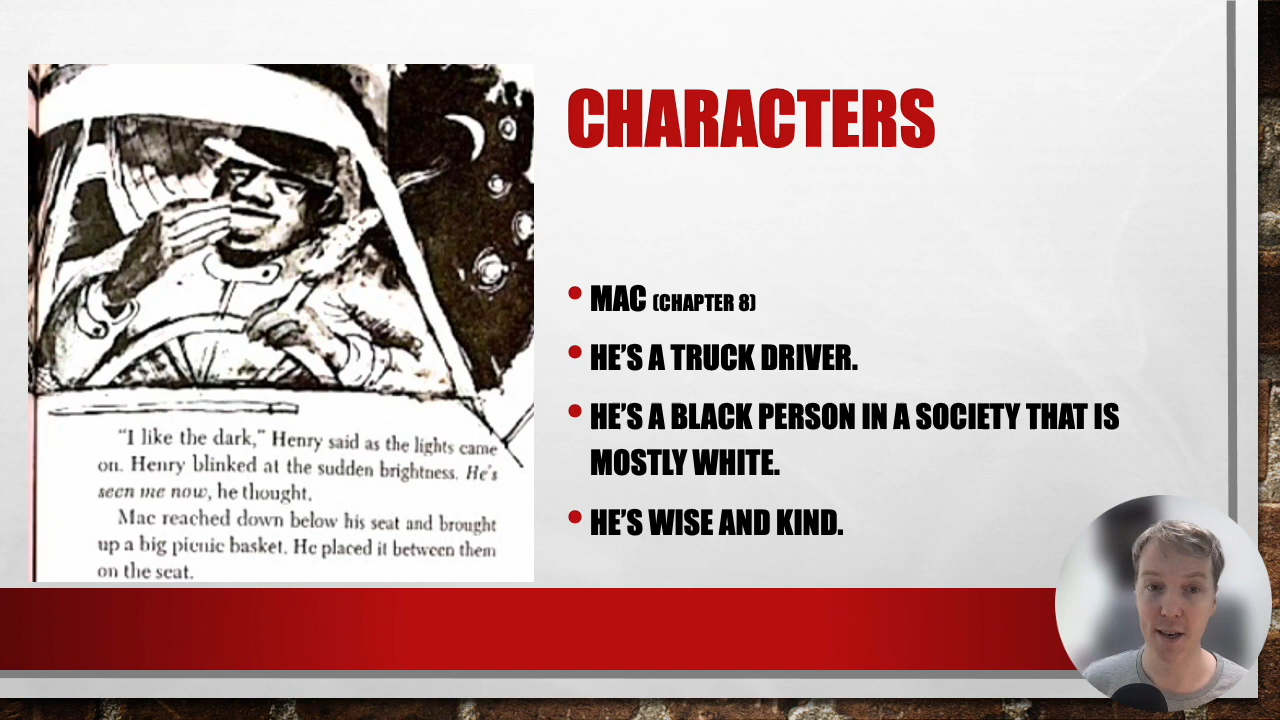 CHARACTERS
MAC (CHAPTER 8)
HE'S A TRUCK DRIVER.
HE'S A BLACK PERSON IN A SOCIETY THAT IS
MOSTLY WHITE.
HE'S WISE AND KIND.
"I like the dark," Henry said as the lights came
on. Henry blinked at the sudden brightness. He's
seen me now, he thought.
Mac reached down below his seat and brought
up a big picnic basket. He placed it between them
on the seat.